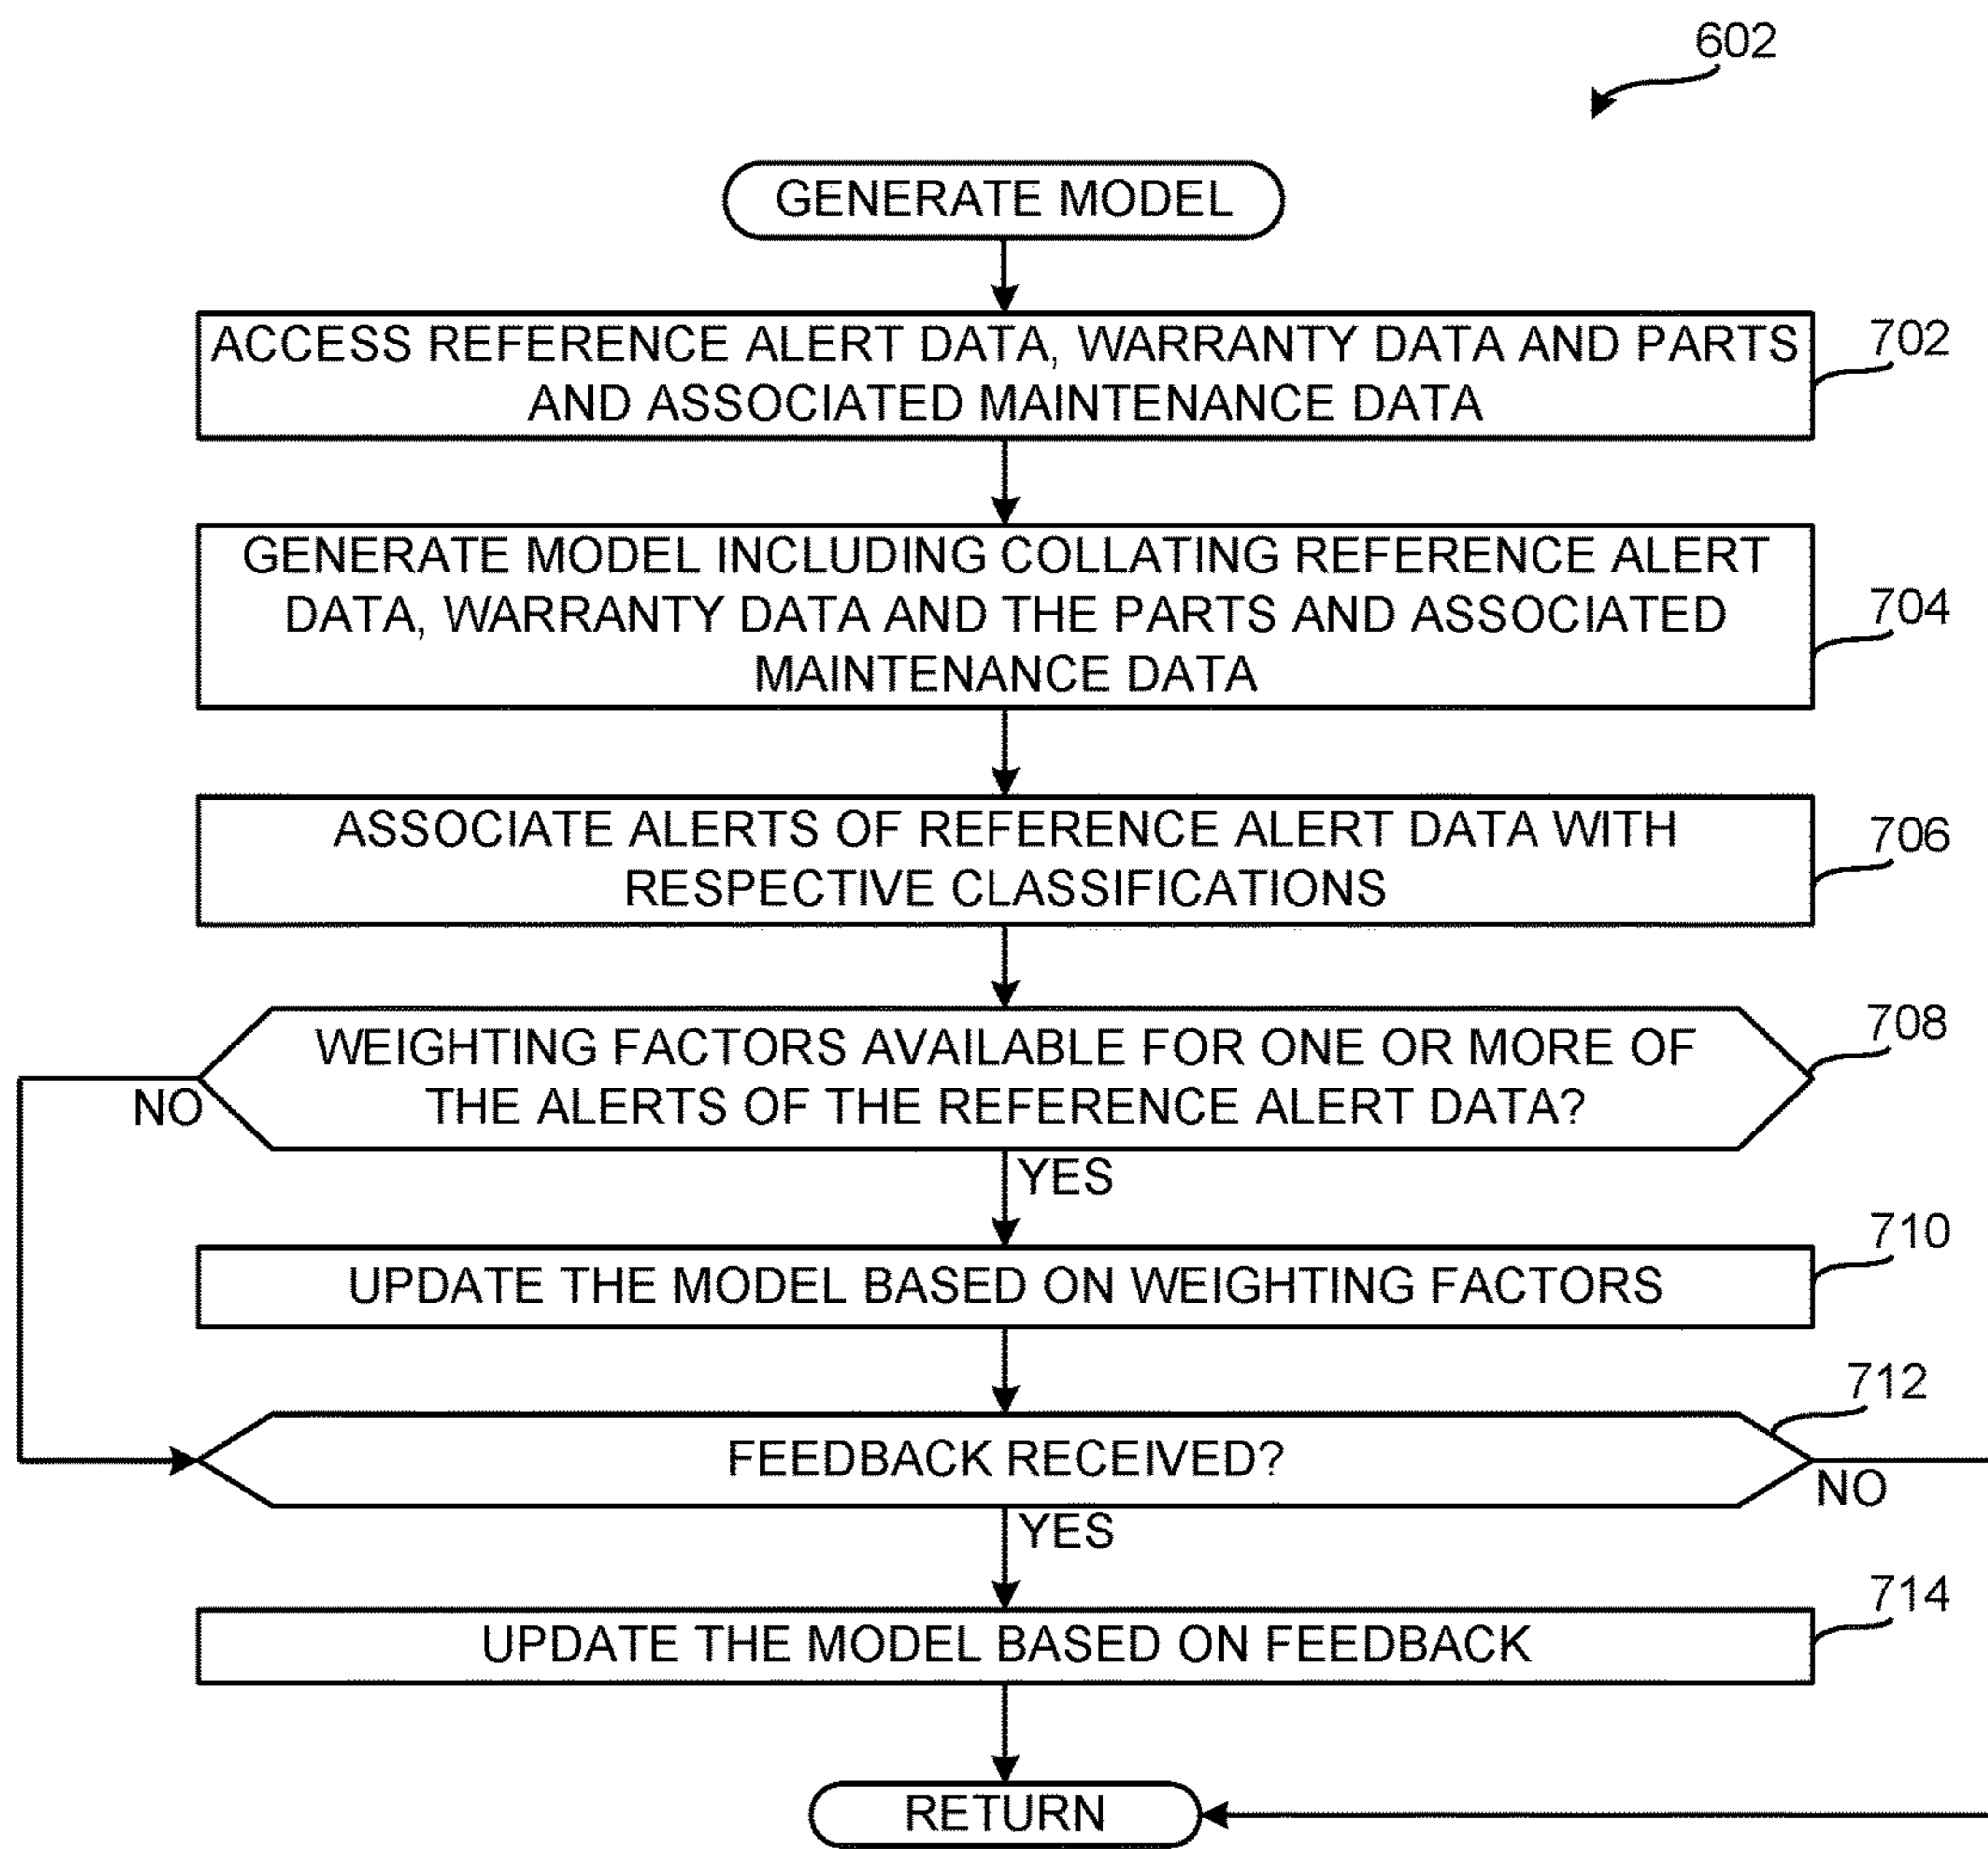 602
GENERATE MODEL
ACCESS REFERENCE ALERT DATA, WARRANTY DATA AND PARTS
AND ASSOCIATED MAINTENANCE DATA
702
GENERATE MODEL INCLUDING COLLATING REFERENCE ALERT
DATA, WARRANTY DATA AND THE PARTS AND ASSOCIATED
MAINTENANCE DATA
704
ASSOCIATE ALERTS OF REFERENCE ALERT DATA WITH
RESPECTIVE CLASSIFICATIONS
706
WEIGHTING FACTORS AVAILABLE FOR ONE OR MORE OF
THE ALERTS OF THE REFERENCE ALERT DATA?
708
NO
YES
UPDATE THE MODEL BASED ON WEIGHTING FACTORS
710
FEEDBACK RECEIVED?
712
NO
YES
UPDATE THE MODEL BASED ON FEEDBACK
714
RETURN